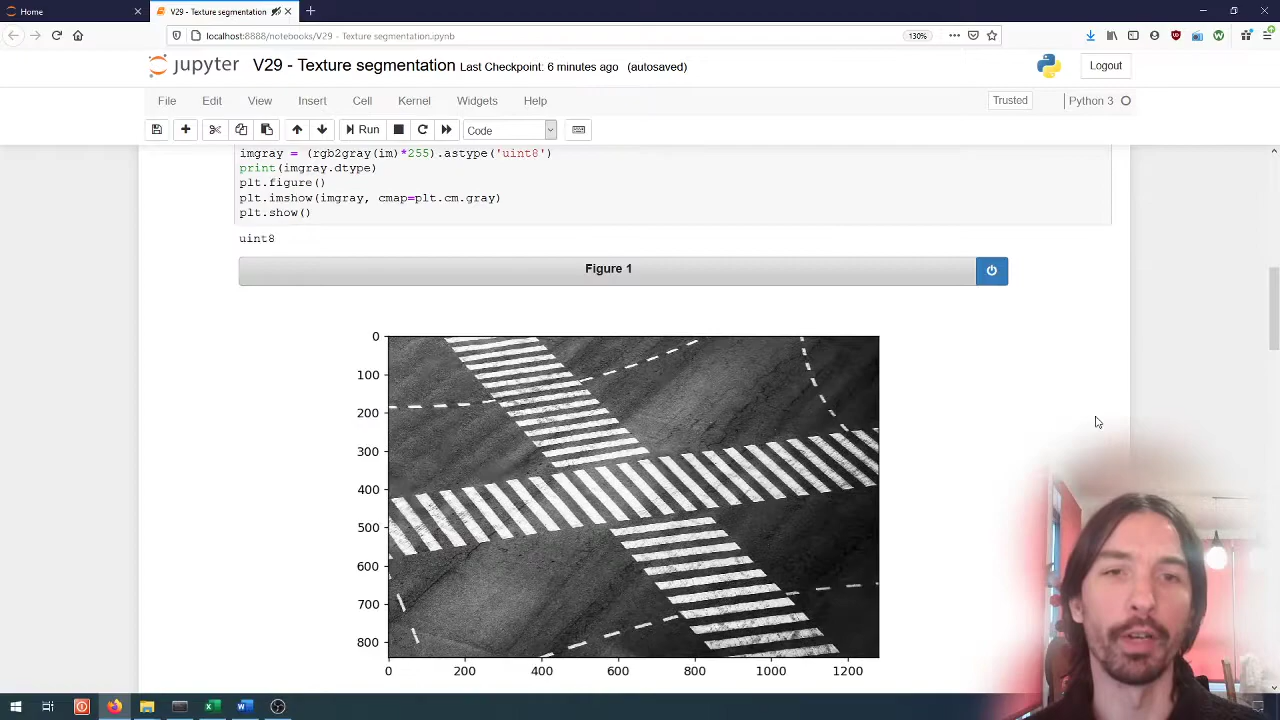 Home
V29 - Texture segmentation
localhost:8888/notebooks/V29 - Texture segmentation.ipynb
130%
jupyter V29 - Texture segmentation Last Checkpoint: 6 minutes ago (autosaved)
Logout
File Edit View Insert Cell Kernel Widgets Help
Trusted
Python 3
Run
Code
imgray = (rgb2gray(im)*255).astype('uint8')
print(imgray.dtype)
plt.figure()
plt.imshow(imgray, cmap=plt.cm.gray)
plt.show()
uint8
Figure 1
0
100
200
300
400
500
600
700
800
0 200 400 600 800 1000 1200